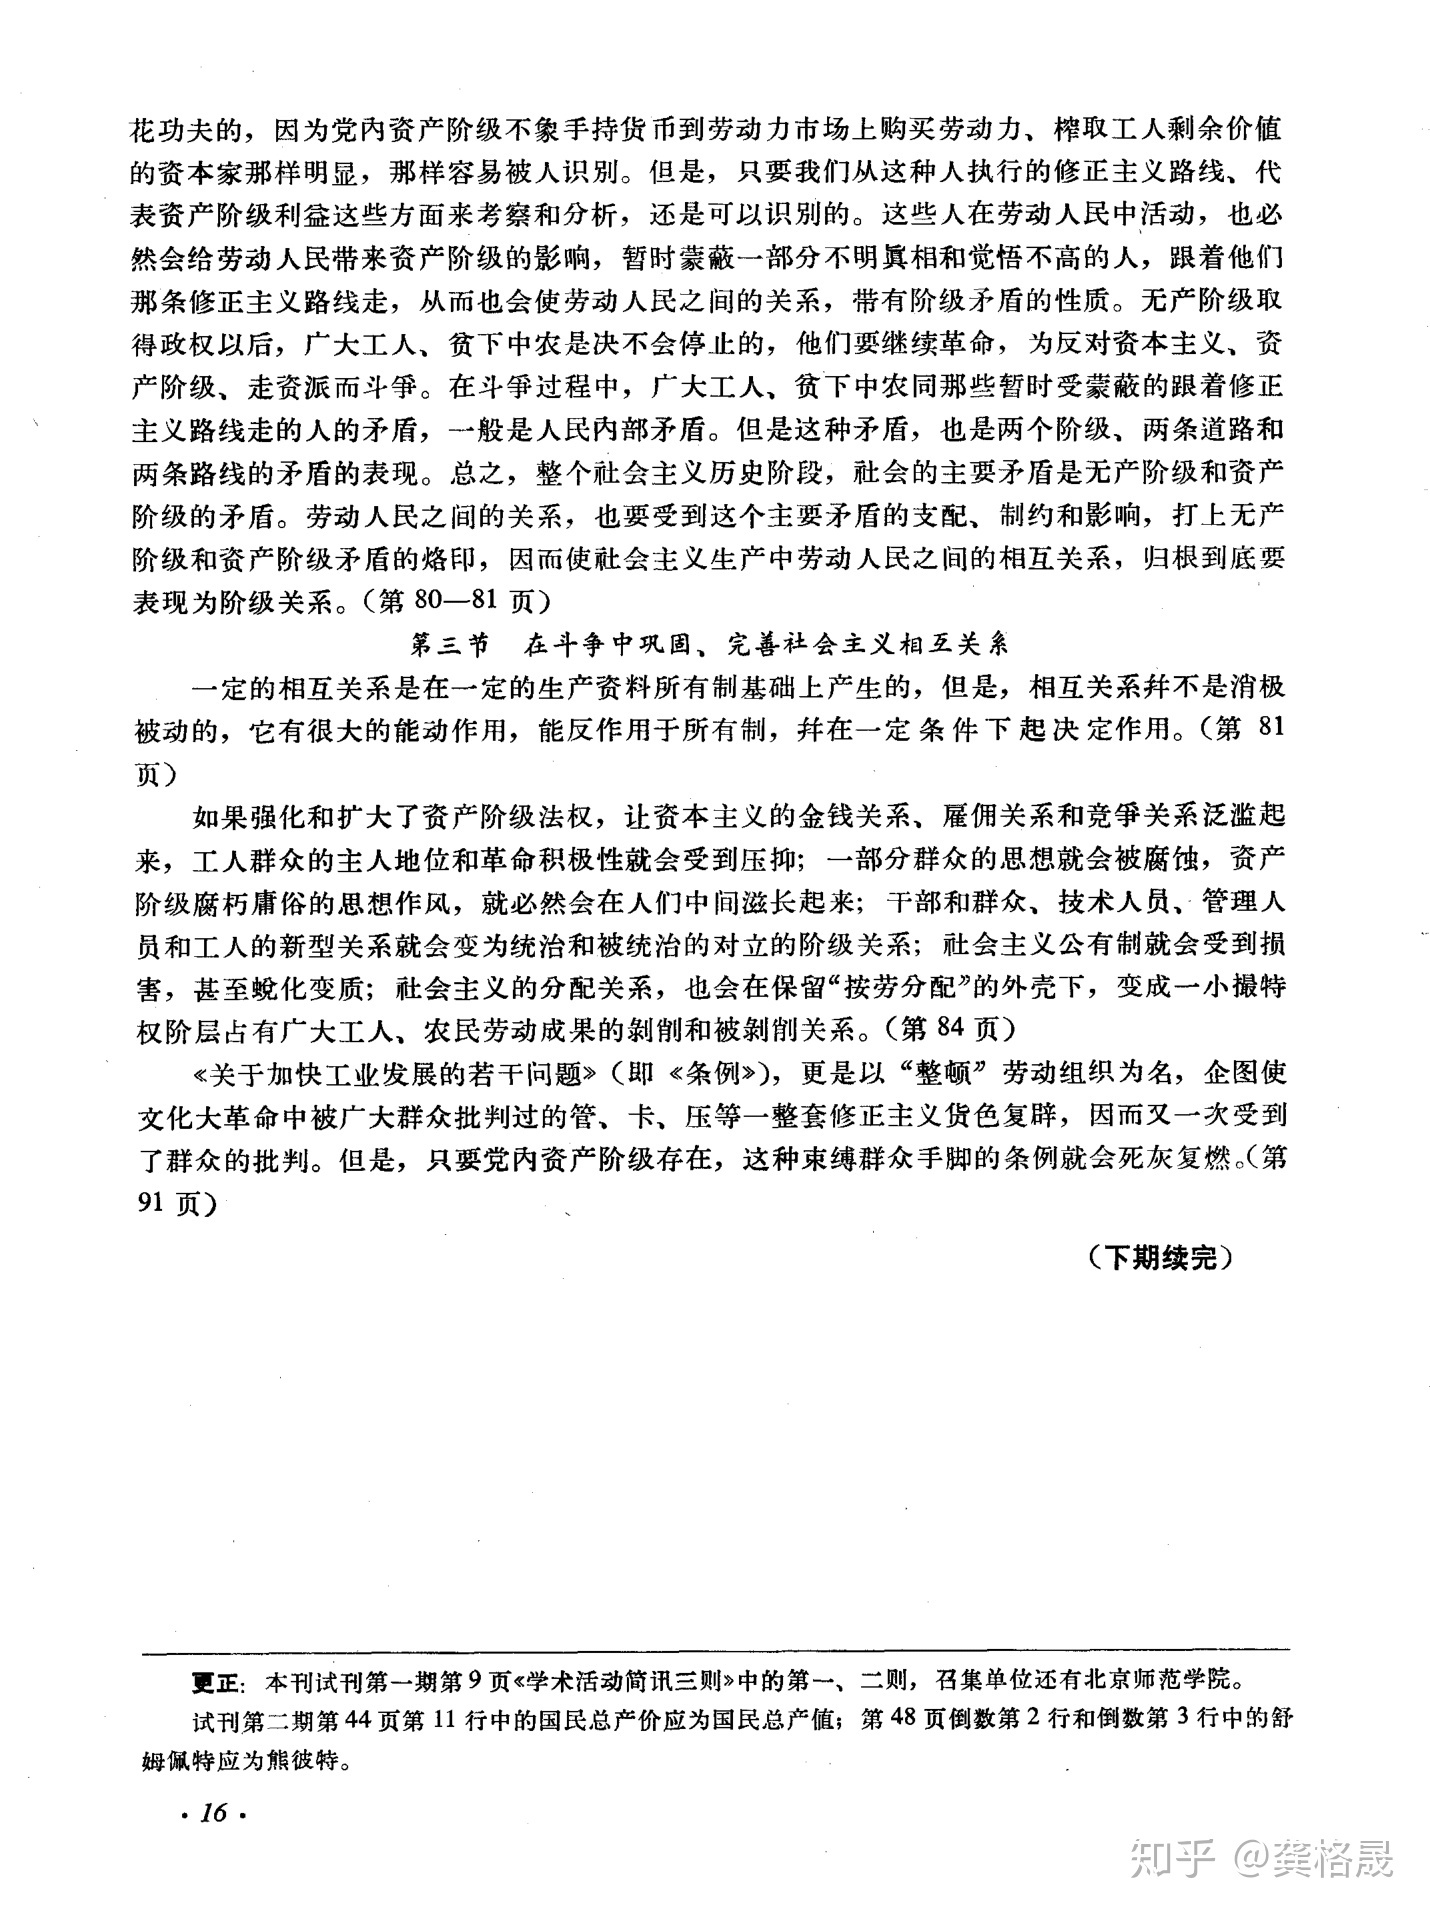 花功夫的，因为党内资产阶级不象手持货币到劳动力市场上购买劳动力、榨取工人剩余价值
的资本家那样明显，那样容易被人识别。但是，只要我们从这种人执行的修正主义路线、代
表资产阶级利益这些方面来考察和分析，还是可以识别的。这些人在劳动人民中活动，也必
然会给劳动人民带来资产阶级的影响，暂时蒙蔽一部分不明真相和觉悟不高的人，跟着他们
那条修正主义路线走，从而也会使劳动人民之间的关系，带有阶级矛盾的性质。无产阶级取
得政权以后，广大工人、贫下中农是决不会停止的，他们要继续革命，为反对资本主义、资
产阶级、走资派而斗爭。在斗爭过程中，广大工人、贫下中农同那些暂时受蒙蔽的跟着修正
主义路线走的人的矛盾，一般是人民内部矛盾。但是这种矛盾，也是两个阶级、两条道路和
两条路线的矛盾的表现。总之，整个社会主义历史阶段，社会的主要矛盾是无产阶级和资产
阶级的矛盾。劳动人民之间的关系，也要受到这个主要矛盾的支配、制约和影响，打上无产
阶级和资产阶级矛盾的烙印，因而使社会主义生产中劳动人民之间的相互关系，归根到底要
表现为阶级关系。（第 80—81 页）
第三节　在斗争中巩固、完善社会主义相互关系
一定的相互关系是在一定的生产资料所有制基础上产生的，但是，相互关系幷不是消极
被动的，它有很大的能动作用，能反作用于所有制，幷在一定条件下起决定作用。（第 81
页）
如果强化和扩大了资产阶级法权，让资本主义的金钱关系、雇佣关系和竞爭关系泛滥起
来，工人群众的主人地位和革命积极性就会受到压抑；一部分群众的思想就会被腐蚀，资产
阶级腐朽庸俗的思想作风，就必然会在人们中间滋长起来；干部和群众、技术人员、管理人
员和工人的新型关系就会变为统治和被统治的对立的阶级关系；社会主义公有制就会受到损
害，甚至蜕化变质；社会主义的分配关系，也会在保留“按劳分配”的外壳下，变成一小撮特
权阶层占有广大工人、农民劳动成果的剝削和被剝削关系。（第 84 页）
《关于加快工业发展的若干问题》（即《条例》），更是以“整顿”劳动组织为名，企图使
文化大革命中被广大群众批判过的管、卡、压等一整套修正主义货色复辟，因而又一次受到
了群众的批判。但是，只要党内资产阶级存在，这种束缚群众手脚的条例就会死灰复燃。（第
91 页）
（下期续完）
更正：本刊试刊第一期第 9 页《学术活动简讯三则》中的第一、二则，召集单位还有北京师范学院。
试刊第二期第 44 页第 11 行中的国民总产价应为国民总产值；第 48 页倒数第 2 行和倒数第 3 行中的舒
姆佩特应为熊彼特。
· 16 ·
知乎 @龚格晟